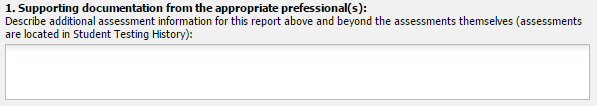 1. Supporting documentation from the appropriate prefessional(s):
Describe additional assessment information for this report above and beyond the assessments themselves (assessments
are located in Student Testing History):